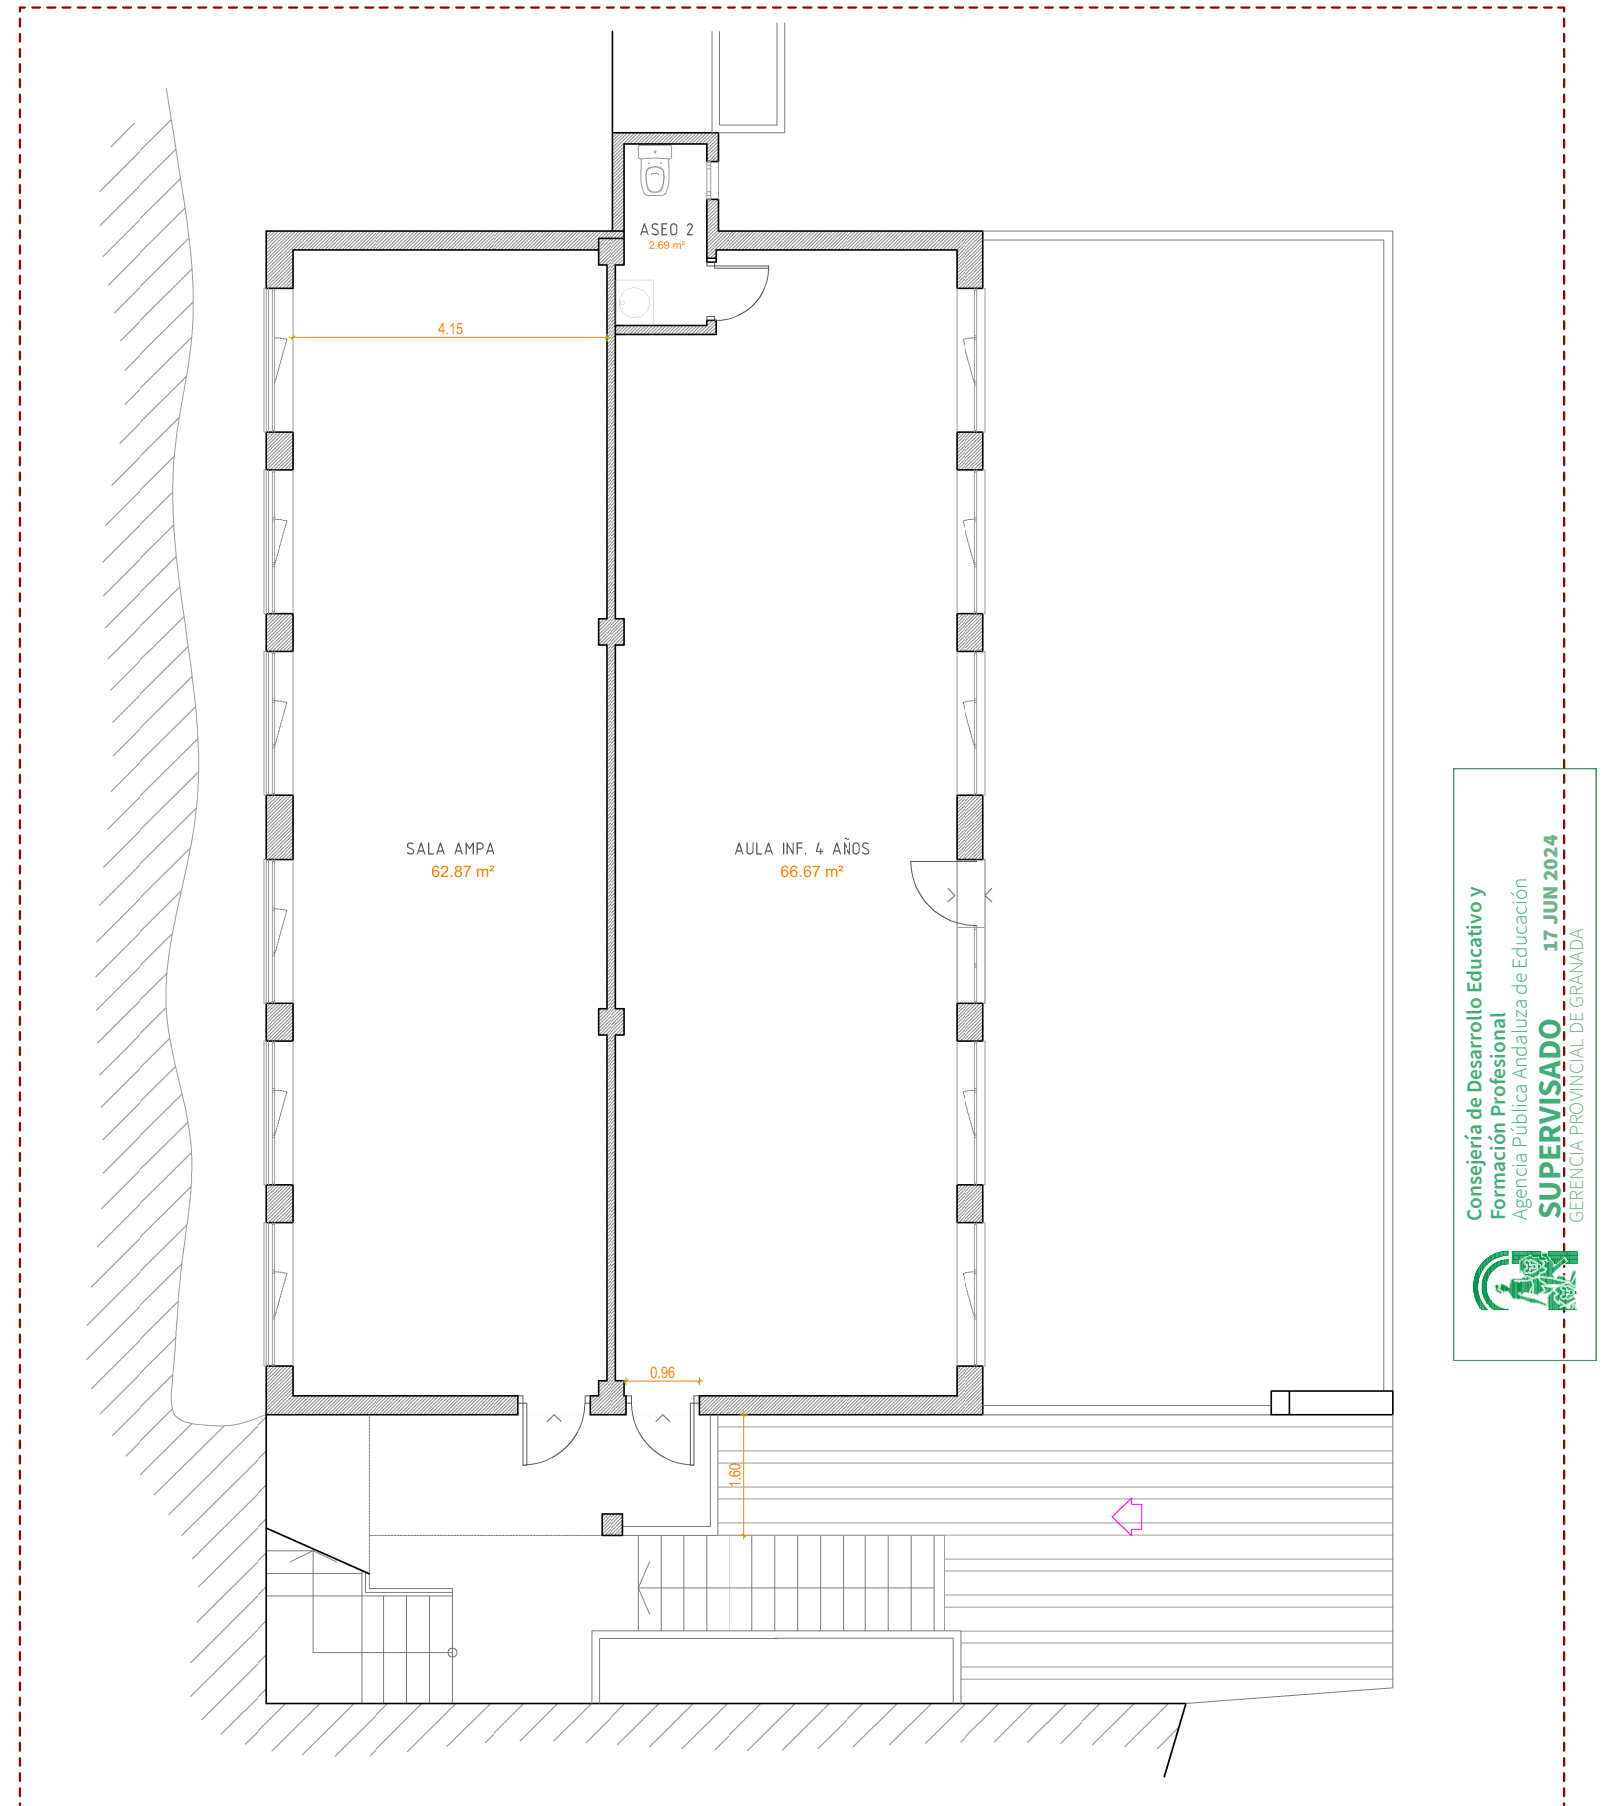 ASEO 2
2.69 m²
4.15
SALA AMPA
62.87 m²
AULA INF. 4 AÑOS
66.67 m²
0.96
1.60
Consejería de Desarrollo Educativo y
Formación Profesional
Agencia Pública Andaluza de Educación
SUPERVISADO 17 JUN 2024
GERENCIA PROVINCIAL DE GRANADA